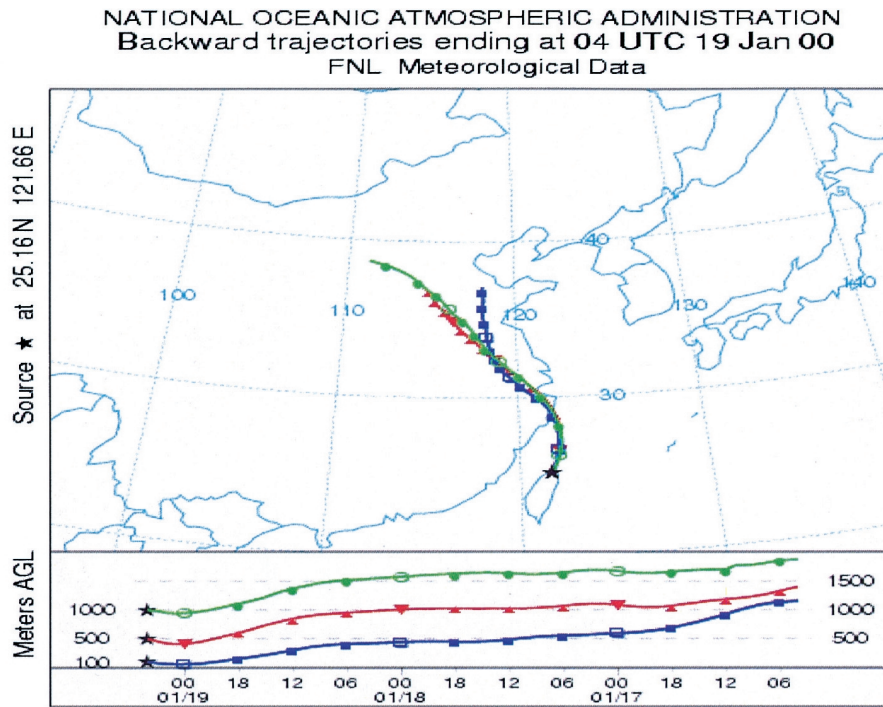 NATIONAL OCEANIC ATMOSPHERIC ADMINISTRATION
Backward trajectories ending at 04 UTC 19 Jan 00
FNL Meteorological Data
Source ★ at 25.16 N 121.66 E
40
100
110
120
130
140
30
Meters AGL
1500
1000 1000
500 500
100
00 18 12 06 00 18 12 06 00 18 12 06
01/19 01/18 01/17